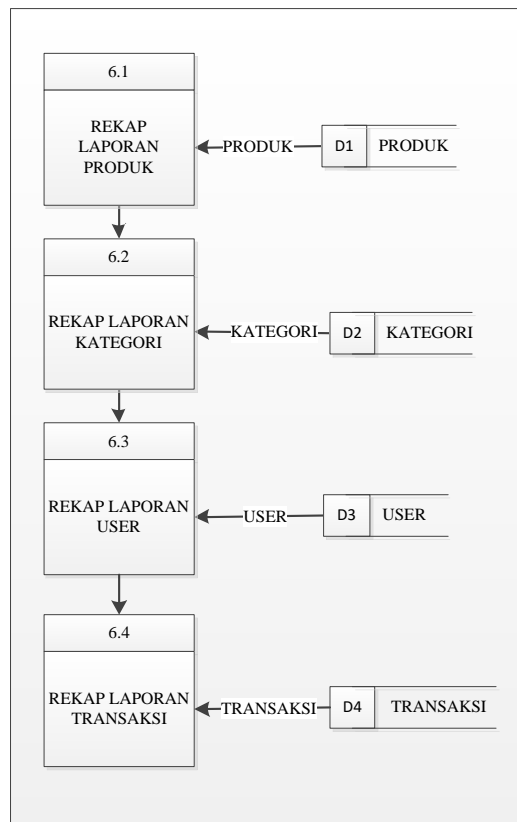 6.1
REKAP
LAPORAN
PRODUK
PRODUK
D1
PRODUK
6.2
REKAP LAPORAN
KATEGORI
KATEGORI
D2
KATEGORI
6.3
REKAP LAPORAN
USER
USER
D3
USER
6.4
REKAP LAPORAN
TRANSAKSI
TRANSAKSI
D4
TRANSAKSI